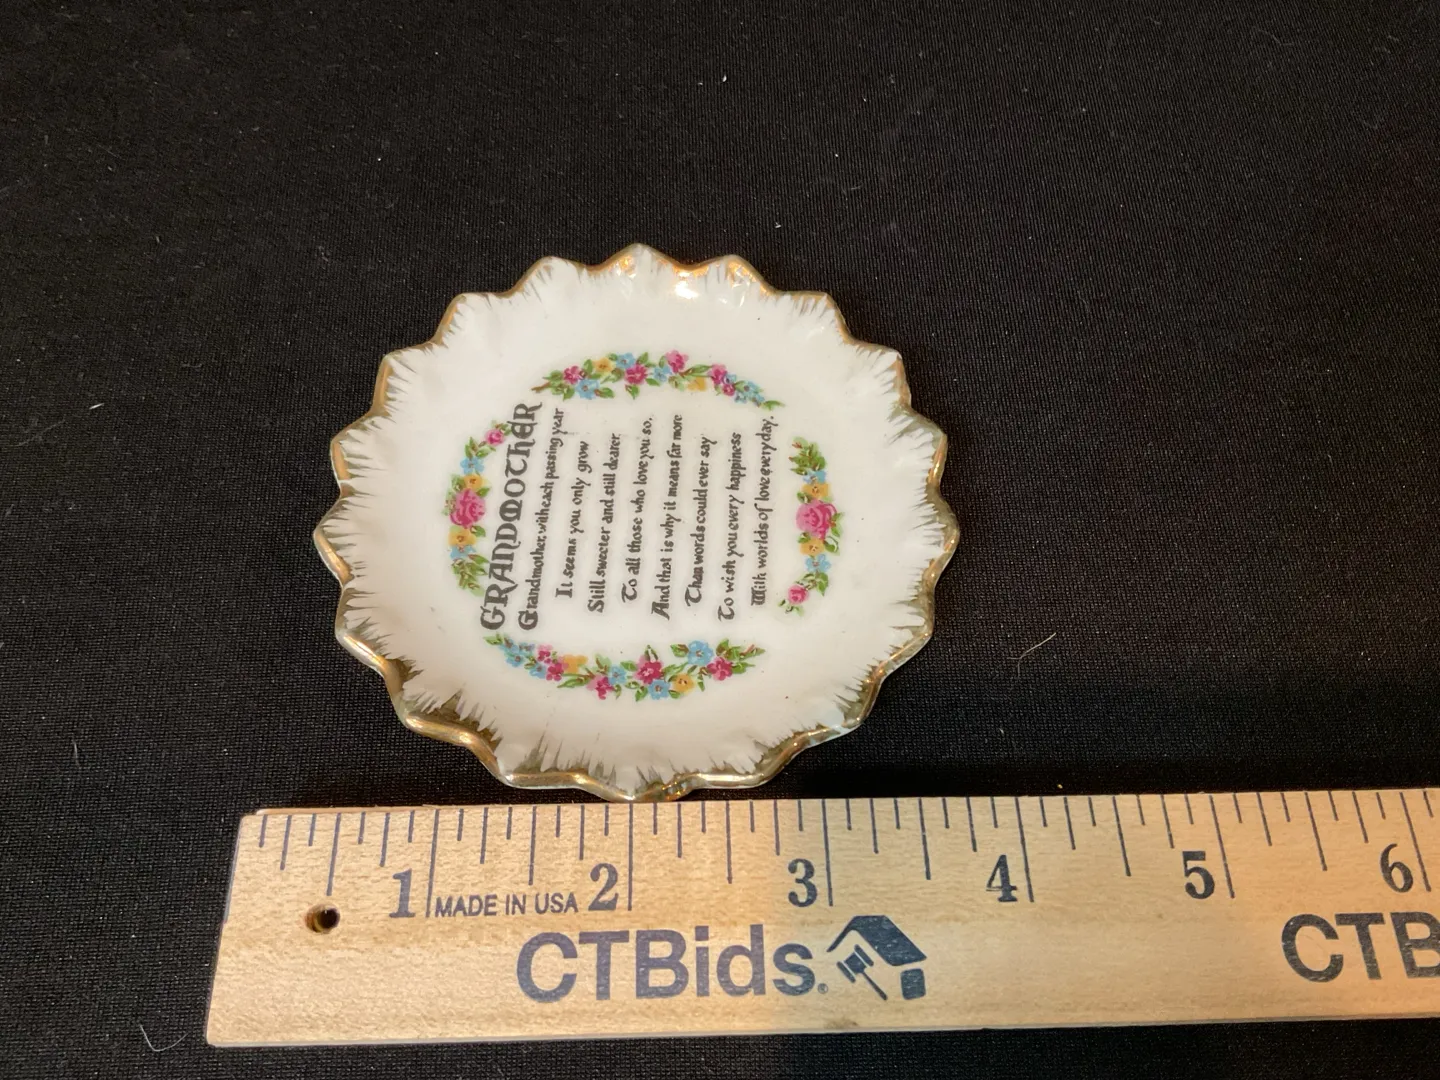 GRANDMOTHER
Grandmother, with each passing year
It seems you only grow
Still sweeter and still dearer
To all those who love you so,
And that is why it means far more
Than words could ever say
To wish you every happiness
With worlds of love every day.
1 2 3 4 5 6
MADE IN USA
CTBids. CTB